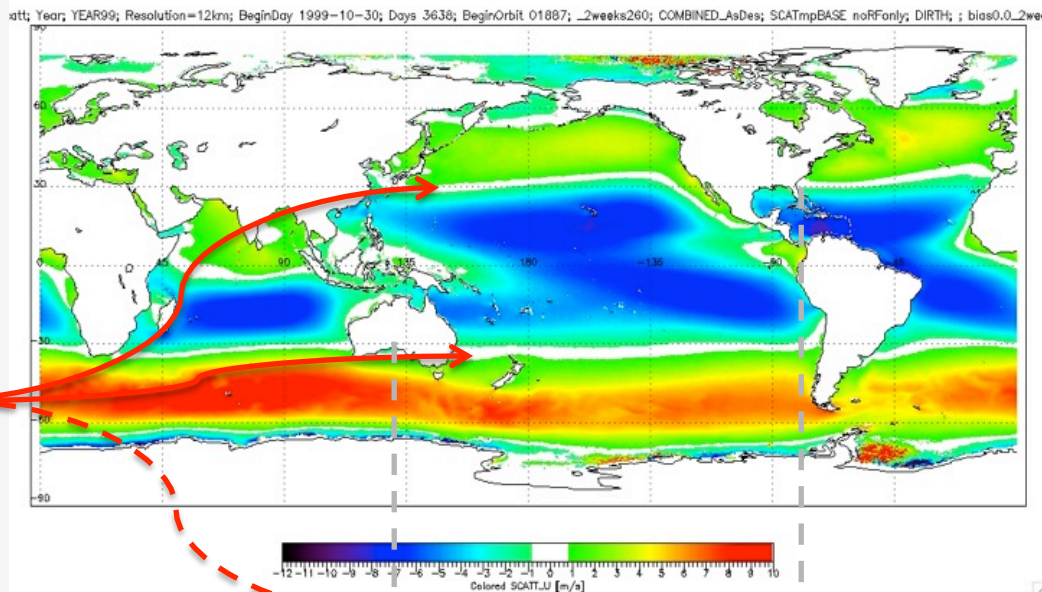 att; Year, YEAR99; Resolution=12km; BeginDay 1999-10-30; Days 3638; BeginOrbit 01887; _2weeks260; COMBINED_AsDes; SCATmpBASE noRFonly; DIRTH; ; bias0.0_2wee
90
60
30
0 45 90 135 180 -135 -90 -45
-30
-60
-90
-12 -11 -10 -9 -8 -7 -6 -5 -4 -3 -2 -1 0 1 2 3 4 5 6 7 8 9 10
Colored SCATT_U [m/s]